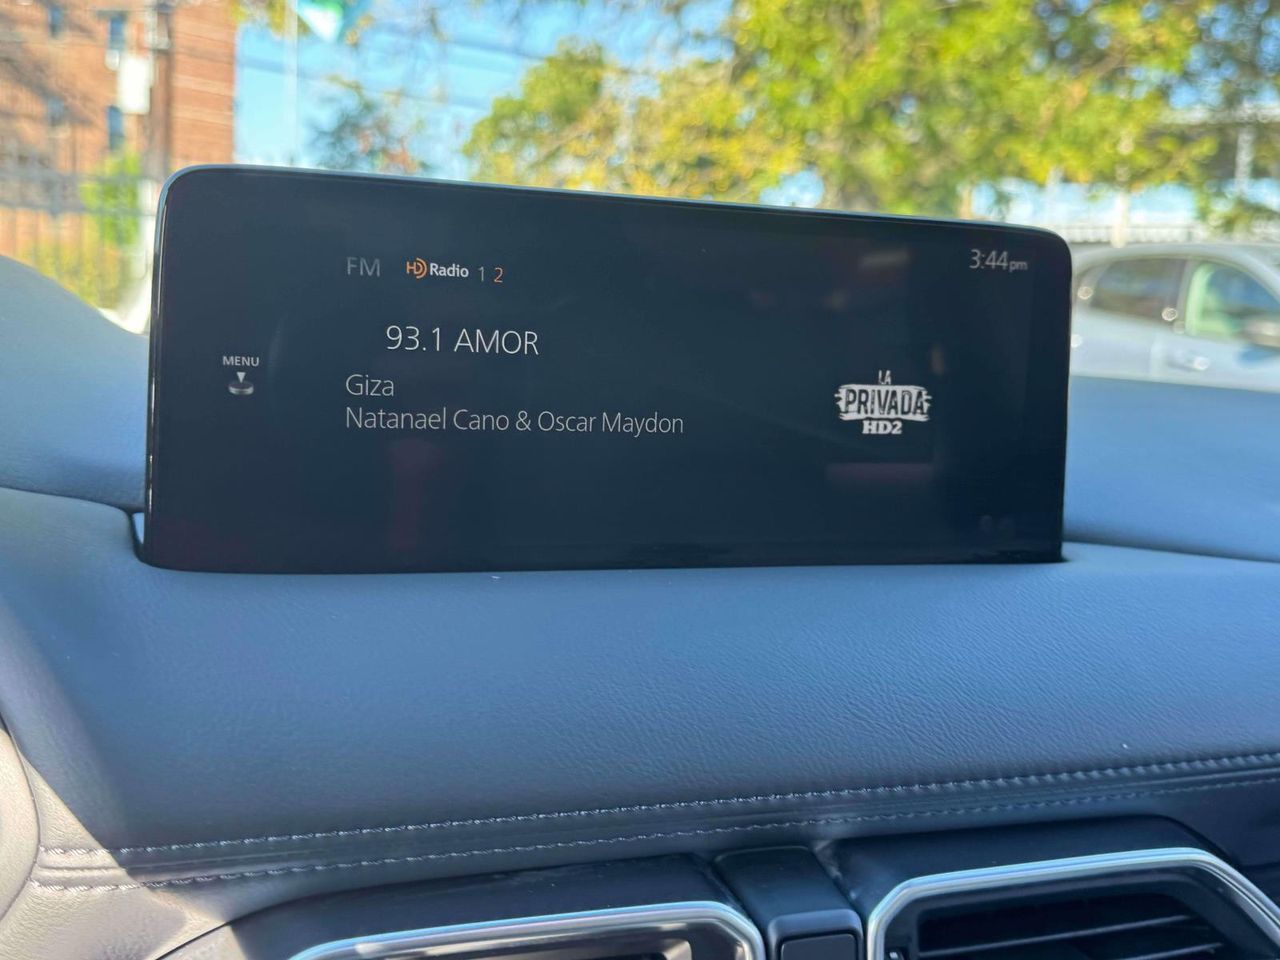 FM HD Radio 1 2
3:44pm
93.1 AMOR
MENU
Giza
Natanael Cano & Oscar Maydon
LA
PRIVADA
HD2